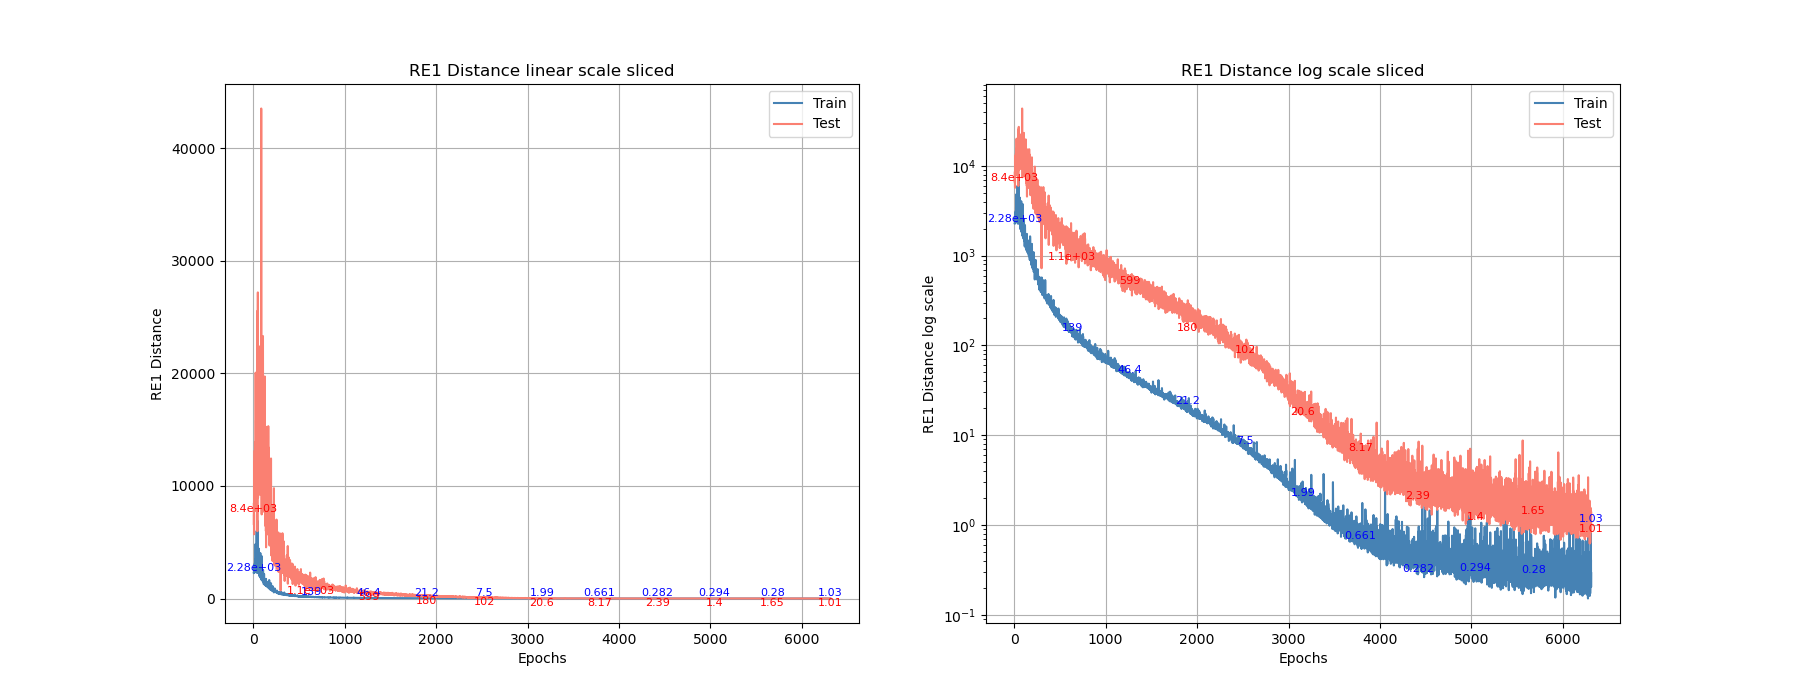 RE1 Distance linear scale sliced
Train
Test
40000
30000
20000
10000
0
RE1 Distance
8.4e+03
2.28e+03
1.1e+03
139
46.4
599
21.2
180
7.5
102
1.99
20.6
0.661
8.17
0.282
2.39
0.294
1.4
0.28
1.65
1.03
1.01
0 1000 2000 3000 4000 5000 6000
Epochs
RE1 Distance log scale sliced
Train
Test
10^4
10^3
10^2
10^1
10^0
10^-1
RE1 Distance log scale
8.4e+03
2.28e+03
1.1e+03
599
139
180
46.4
102
21.2
7.5
20.6
1.99
8.17
0.661
2.39
0.282
1.4
0.294
1.65
0.28
1.03
1.01
0 1000 2000 3000 4000 5000 6000
Epochs